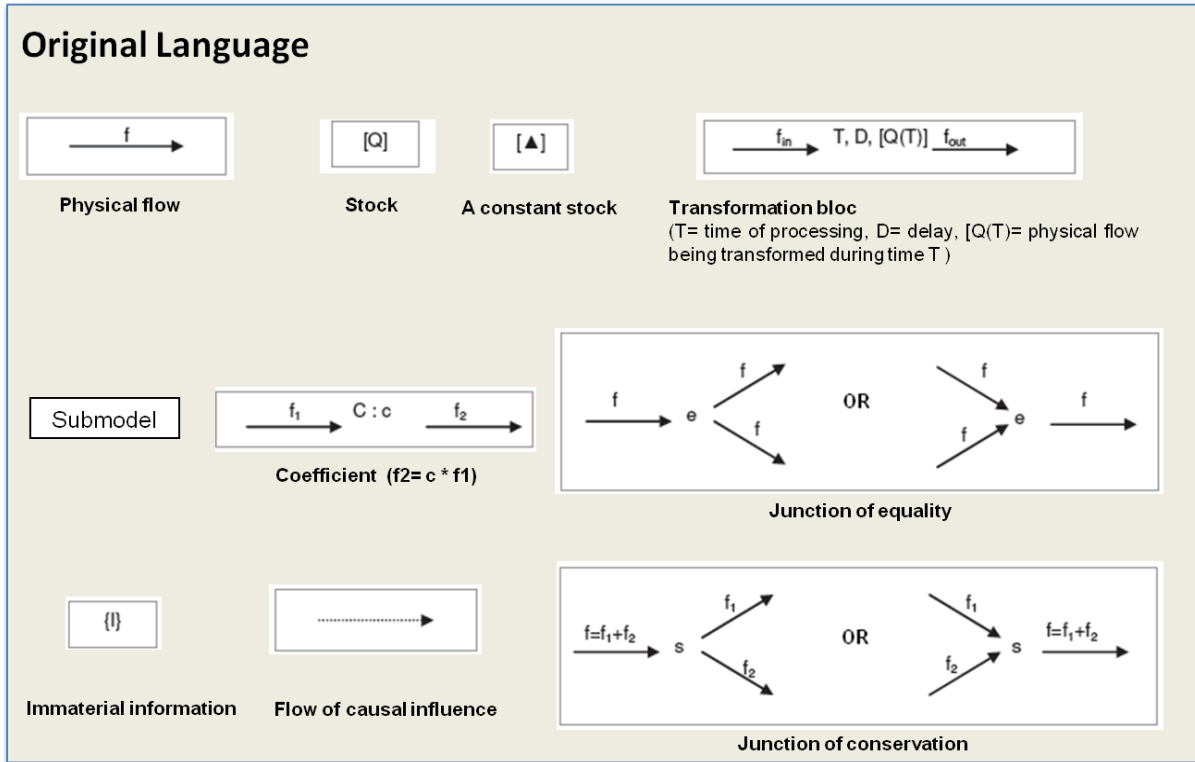 Original Language
f
Physical flow
[Q]
Stock
[▲]
A constant stock
f_in T, D, [Q(T)] f_out
Transformation bloc
(T= time of processing, D= delay, [Q(T)= physical flow
being transformed during time T )
Submodel
f₁ C : c f₂
Coefficient (f2= c * f1)
f e f f
OR
f f e f
Junction of equality
{I}
Immaterial information
Flow of causal influence
f=f₁+f₂ s f₁ f₂
OR
f₁ f₂ s f=f₁+f₂
Junction of conservation